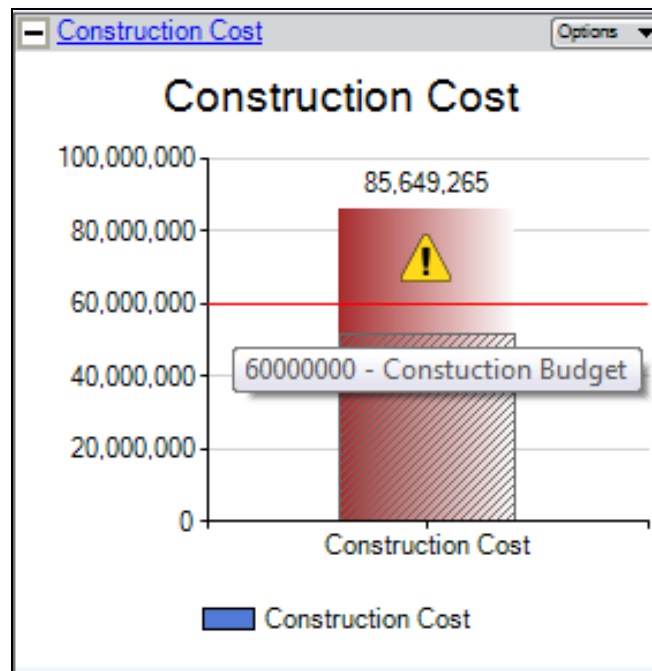 Construction Cost
Options
Construction Cost
100,000,000
85,649,265
80,000,000
60,000,000
60000000 - Constuction Budget
40,000,000
20,000,000
0
Construction Cost
Construction Cost